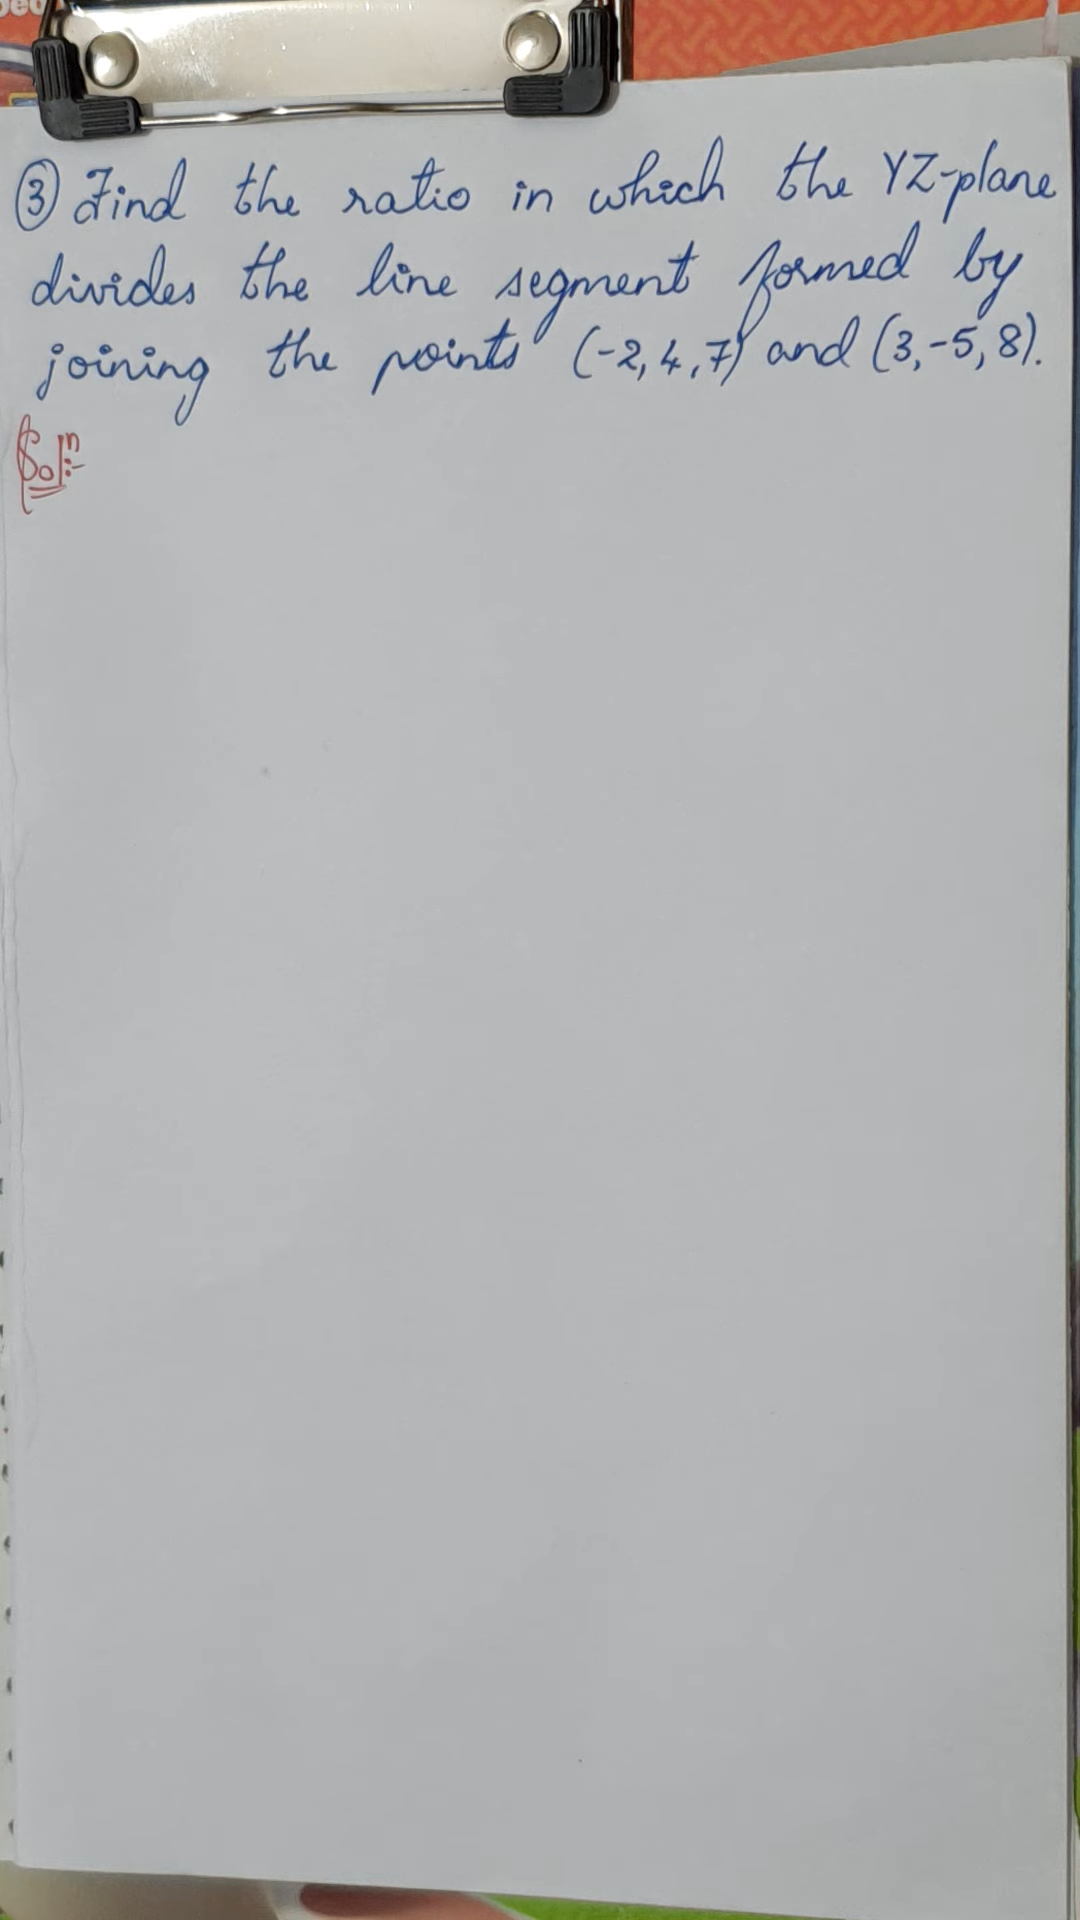 ③ Find the ratio in which the YZ-plane
divides the line segment formed by
joining the points (-2,4,7) and (3,-5,8).
Solⁿ:-